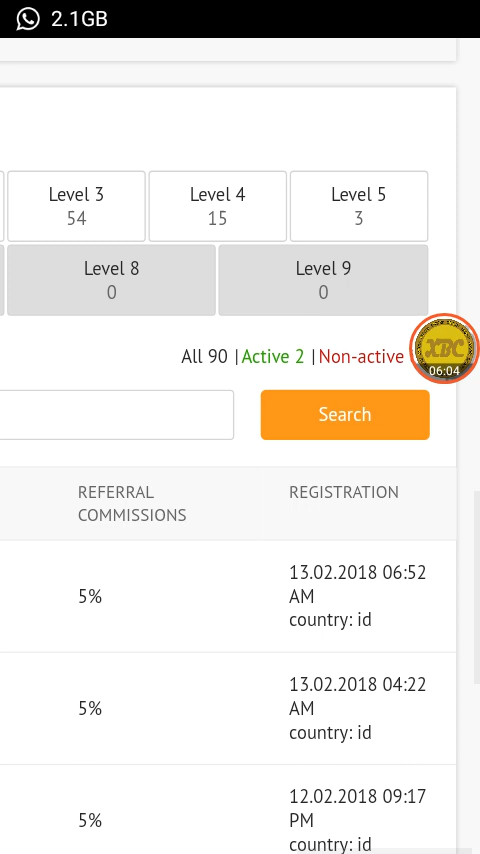 2.1GB
Level 3
54
Level 4
15
Level 5
3
Level 8
0
Level 9
0
All 90 | Active 2 | Non-active
XBC
06:04
Search
REFERRAL
COMMISSIONS
REGISTRATION
5%
13.02.2018 06:52
AM
country: id
5%
13.02.2018 04:22
AM
country: id
5%
12.02.2018 09:17
PM
country: id